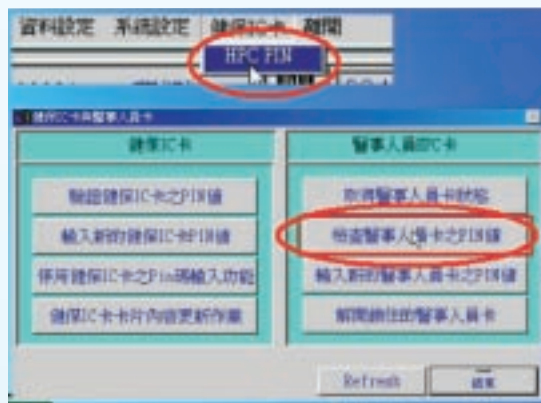 資料設定 系統設定 健保IC卡 離開
HPC PIN
健保IC卡與醫事人員卡
健保IC卡
驗證健保IC卡之PIN值
輸入新的健保IC卡PIN值
停用健保IC卡之Pin碼輸入功能
健保IC卡卡片內容更新作業
醫事人員HPC卡
取得醫事人員卡狀態
檢查醫事人員卡之PIN值
輸入新的醫事人員卡之PIN值
解開鎖住的醫事人員卡
Refresh
結束